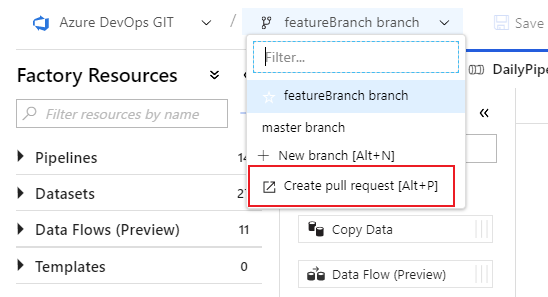 Azure DevOps GIT / featureBranch branch Save
Filter...
Factory Resources
DailyPipe
featureBranch branch
Filter resources by name
master branch
Pipelines
New branch [Alt+N]
Datasets
Create pull request [Alt+P]
Data Flows (Preview) 11
Copy Data
Templates 0
Data Flow (Preview)